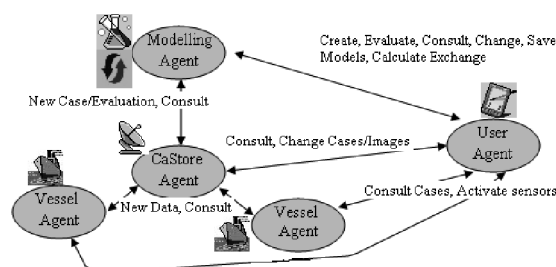 Modelling
Agent
Create, Evaluate, Consult, Change, Save
Models, Calculate Exchange
New Case/Evaluation, Consult
User
Agent
Consult, Change Cases/Images
CaStore
Agent
Vessel
Agent
New Data, Consult
Vessel
Agent
Consult Cases, Activate sensors